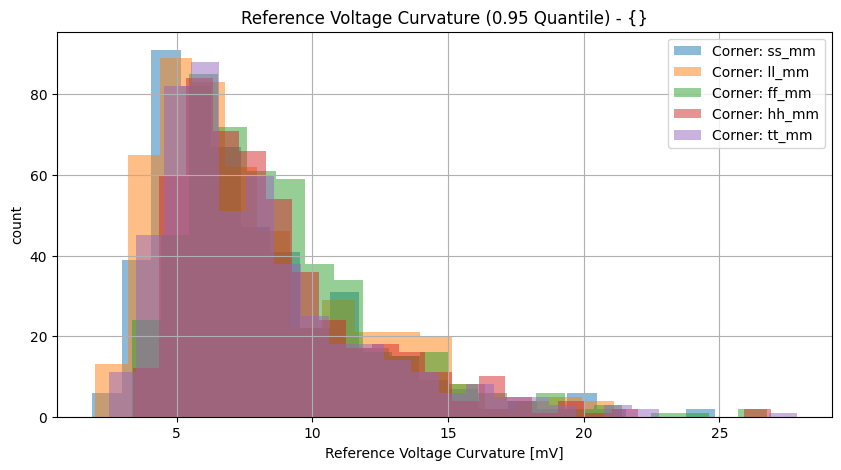 Reference Voltage Curvature (0.95 Quantile) - {}
Corner: ss_mm
Corner: ll_mm
Corner: ff_mm
Corner: hh_mm
Corner: tt_mm
count
80
60
40
20
0
5 10 15 20 25
Reference Voltage Curvature [mV]